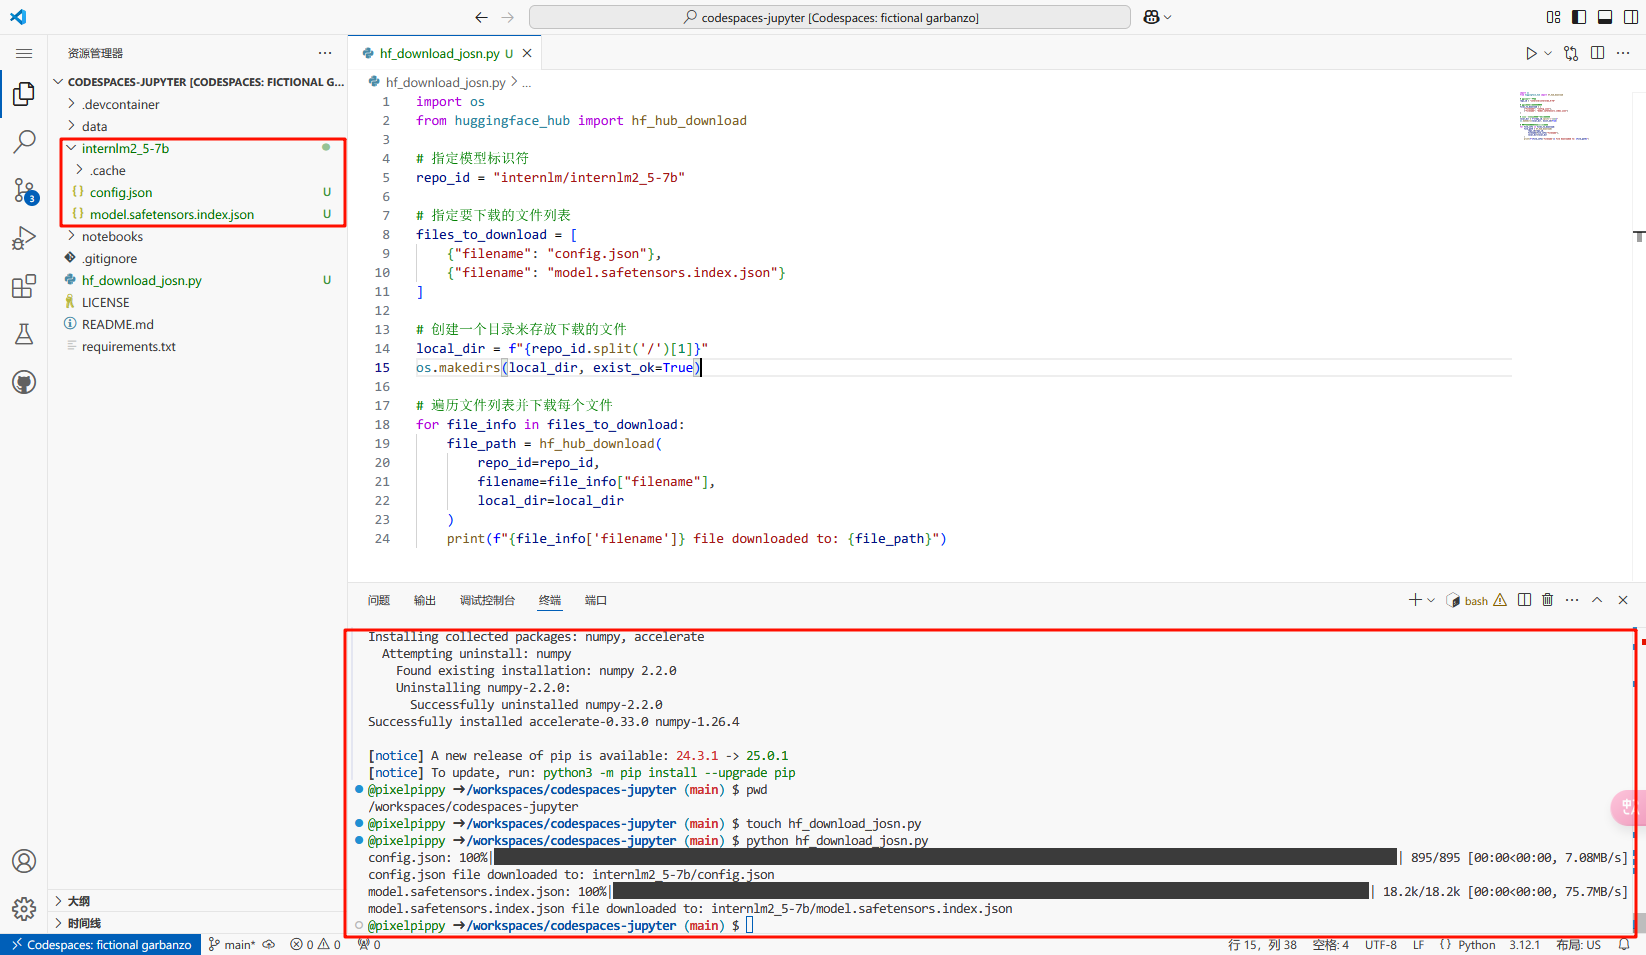 codespaces-jupyter [Codespaces: fictional garbanzo]
资源管理器
CODESPACES-JUPYTER [CODESPACES: FICTIONAL G...
.devcontainer
data
internlm2_5-7b
.cache
config.json U
model.safetensors.index.json U
notebooks
.gitignore
hf_download_josn.py U
LICENSE
README.md
requirements.txt
大纲
时间线
hf_download_josn.py U
hf_download_josn.py > ...
1 import os
2 from huggingface_hub import hf_hub_download
3
4 # 指定模型标识符
5 repo_id = "internlm/internlm2_5-7b"
6
7 # 指定要下载的文件列表
8 files_to_download = [
9 {"filename": "config.json"},
10 {"filename": "model.safetensors.index.json"}
11 ]
12
13 # 创建一个目录来存放下载的文件
14 local_dir = f"{repo_id.split('/')[1]}"
15 os.makedirs(local_dir, exist_ok=True)
16
17 # 遍历文件列表并下载每个文件
18 for file_info in files_to_download:
19 file_path = hf_hub_download(
20 repo_id=repo_id,
21 filename=file_info["filename"],
22 local_dir=local_dir
23 )
24 print(f"{file_info['filename']} file downloaded to: {file_path}")
问题 输出 调试控制台 终端 端口
bash
Installing collected packages: numpy, accelerate
Attempting uninstall: numpy
Found existing installation: numpy 2.2.0
Uninstalling numpy-2.2.0:
Successfully uninstalled numpy-2.2.0
Successfully installed accelerate-0.33.0 numpy-1.26.4
[notice] A new release of pip is available: 24.3.1 -> 25.0.1
[notice] To update, run: python3 -m pip install --upgrade pip
@pixelpippy ➜/workspaces/codespaces-jupyter (main) $ pwd
/workspaces/codespaces-jupyter
@pixelpippy ➜/workspaces/codespaces-jupyter (main) $ touch hf_download_josn.py
@pixelpippy ➜/workspaces/codespaces-jupyter (main) $ python hf_download_josn.py
config.json: 100%| | 895/895 [00:00<00:00, 7.08MB/s]
config.json file downloaded to: internlm2_5-7b/config.json
model.safetensors.index.json: 100%| | 18.2k/18.2k [00:00<00:00, 75.7MB/s]
model.safetensors.index.json file downloaded to: internlm2_5-7b/model.safetensors.index.json
@pixelpippy ➜/workspaces/codespaces-jupyter (main) $
3
Codespaces: fictional garbanzo main* 0 0 0 行 15，列 38 空格: 4 UTF-8 LF {} Python 3.12.1 布局: US